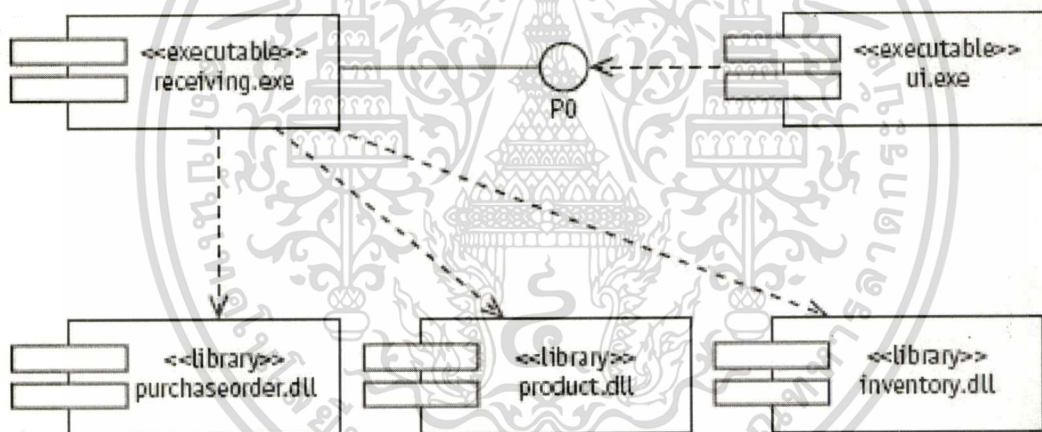 <<executable>>
receiving.exe
P0
<<executable>>
ui.exe
<<library>>
purchaseorder.dll
<<library>>
product.dll
<<library>>
inventory.dll